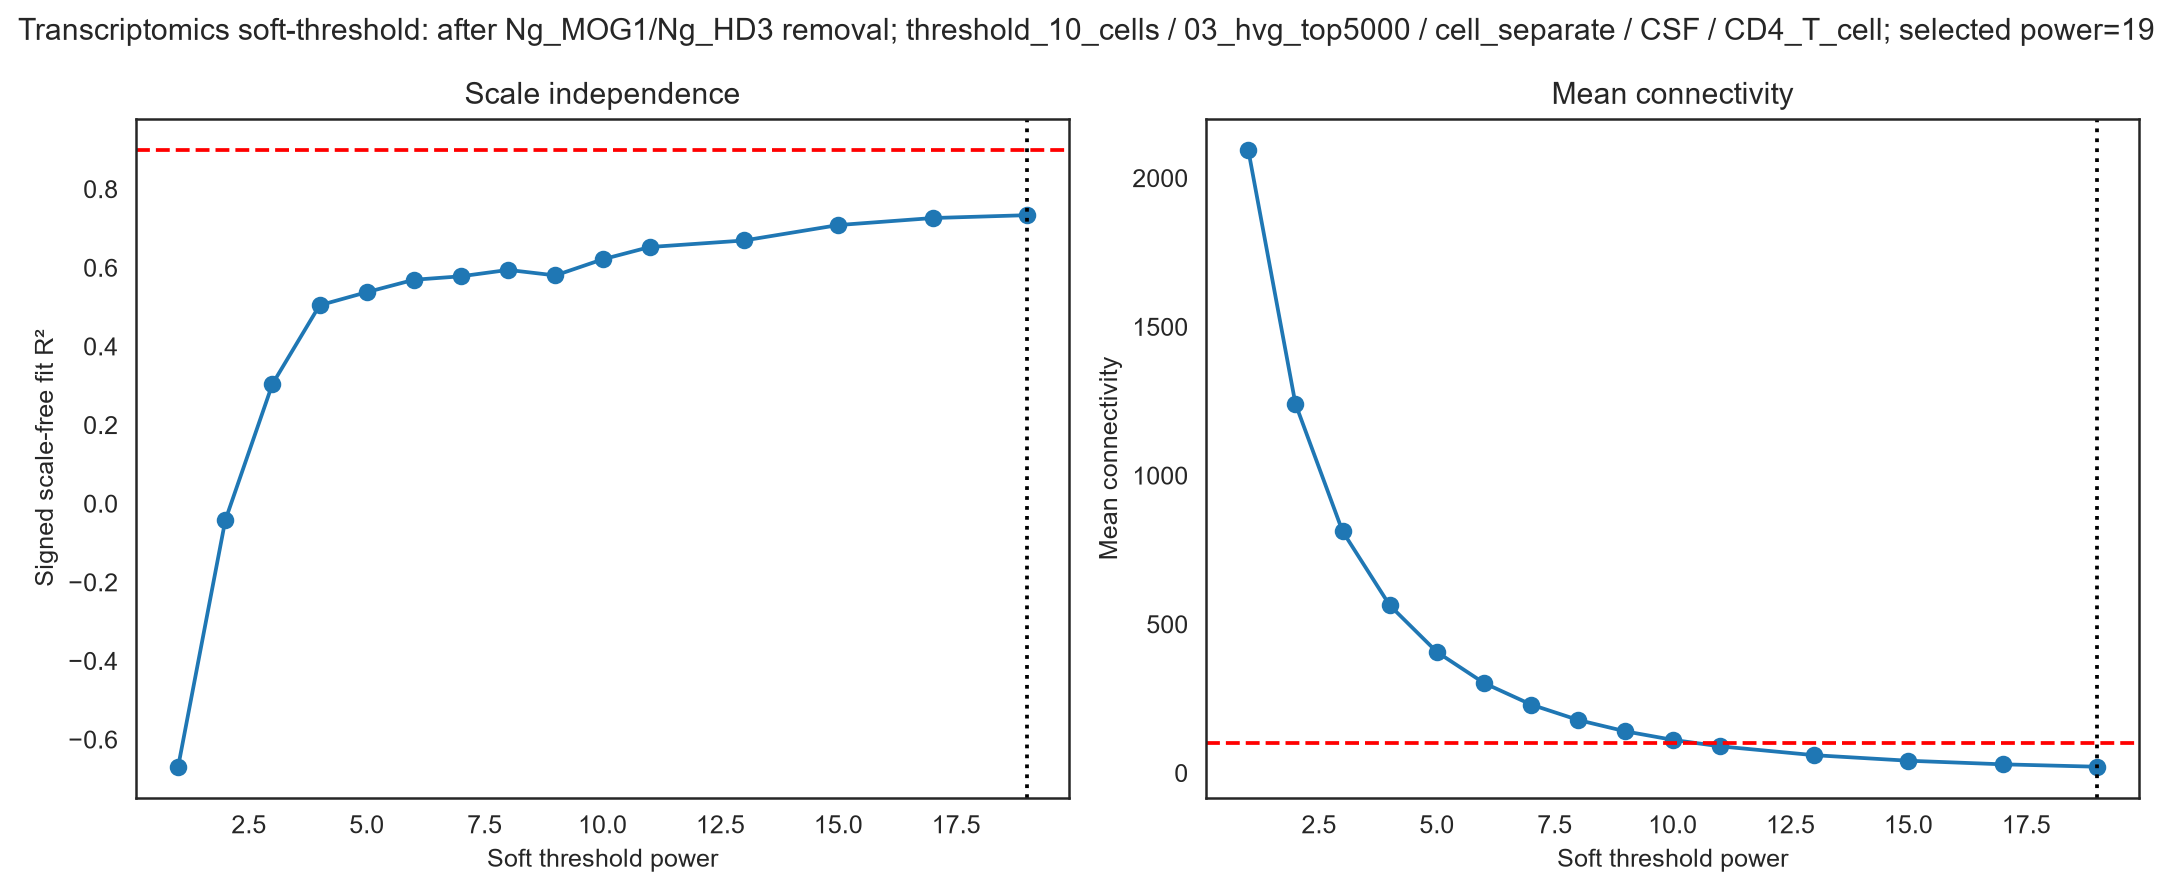 Transcriptomics soft-threshold: after Ng_MOG1/Ng_HD3 removal; threshold_10_cells / 03_hvg_top5000 / cell_separate / CSF / CD4_T_cell; selected power=19
Scale independence
Signed scale-free fit R²
0.8
0.6
0.4
0.2
0.0
−0.2
−0.4
−0.6
2.5 5.0 7.5 10.0 12.5 15.0 17.5
Soft threshold power
Mean connectivity
Mean connectivity
2000
1500
1000
500
0
2.5 5.0 7.5 10.0 12.5 15.0 17.5
Soft threshold power